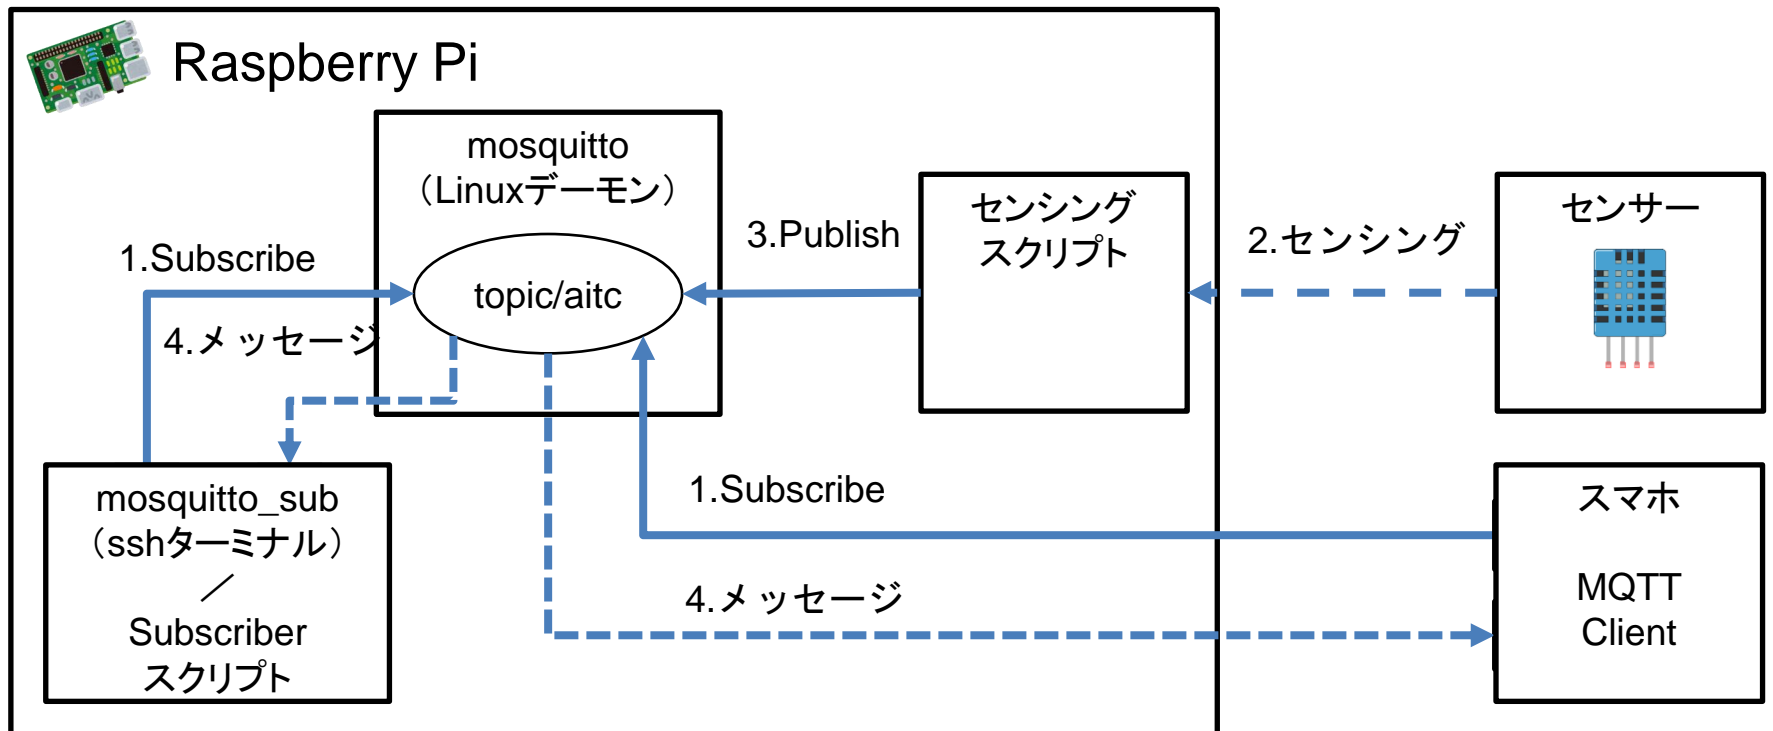 Raspberry Pi
mosquitto
（Linuxデーモン）
topic/aitc
1.Subscribe
4.メッセージ
3.Publish
センシング
スクリプト
2.センシング
センサー
mosquitto_sub
（sshターミナル）
／
Subscriber
スクリプト
1.Subscribe
4.メッセージ
スマホ
MQTT
Client